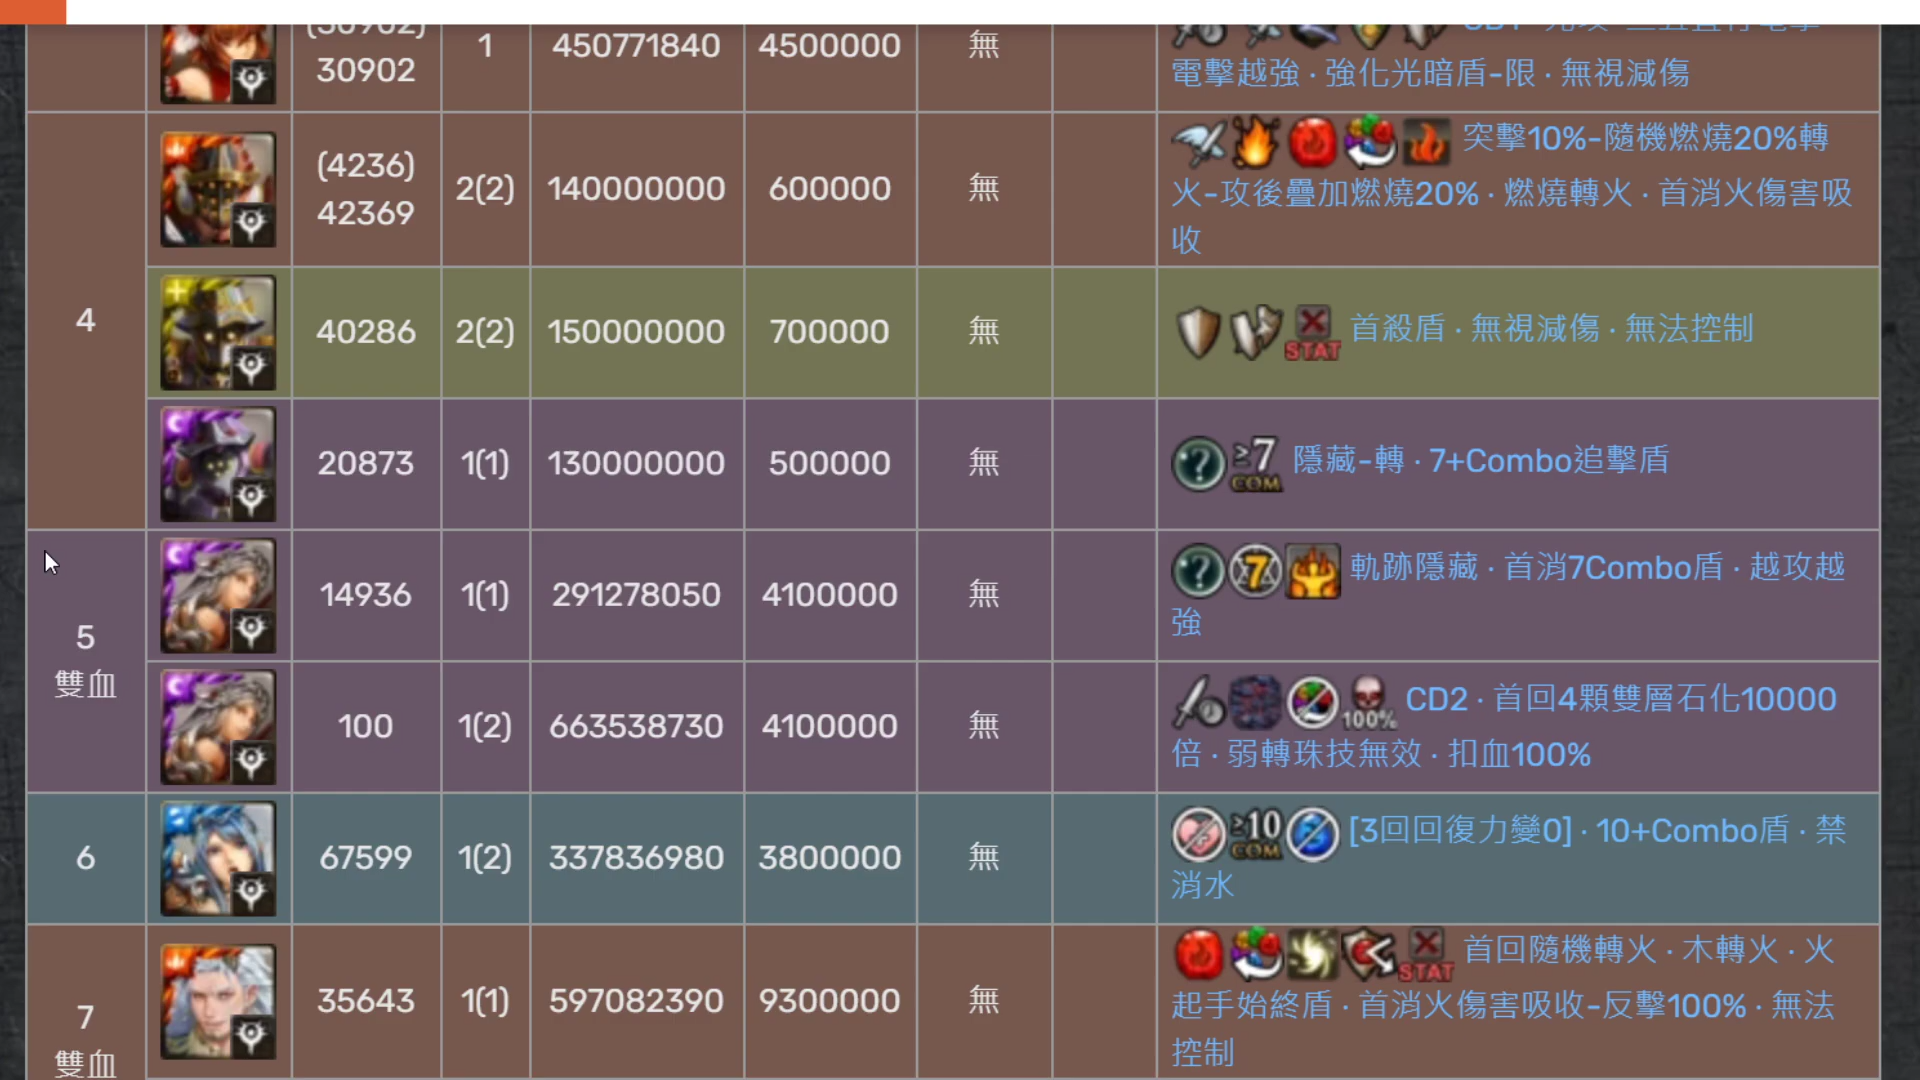 30902
1
450771840
4500000
無
電擊越強 · 強化光暗盾-限 · 無視減傷
4
(4236)
42369
2(2)
140000000
600000
無
突擊10%-隨機燃燒20%轉
火-攻後疊加燃燒20% · 燃燒轉火 · 首消火傷害吸
收
40286
2(2)
150000000
700000
無
STAT
首殺盾 · 無視減傷 · 無法控制
20873
1(1)
130000000
500000
無
≥7
COM
隱藏-轉 · 7+Combo追擊盾
5
雙血
14936
1(1)
291278050
4100000
無
7
軌跡隱藏 · 首消7Combo盾 · 越攻越
強
100
1(2)
663538730
4100000
無
100%
CD2 · 首回4顆雙層石化10000
倍 · 弱轉珠技無效 · 扣血100%
6
67599
1(2)
337836980
3800000
無
≥10
COM
[3回回復力變0] · 10+Combo盾 · 禁
消水
7
雙血
35643
1(1)
597082390
9300000
無
STAT
首回隨機轉火 · 木轉火 · 火
起手始終盾 · 首消火傷害吸收-反擊100% · 無法
控制